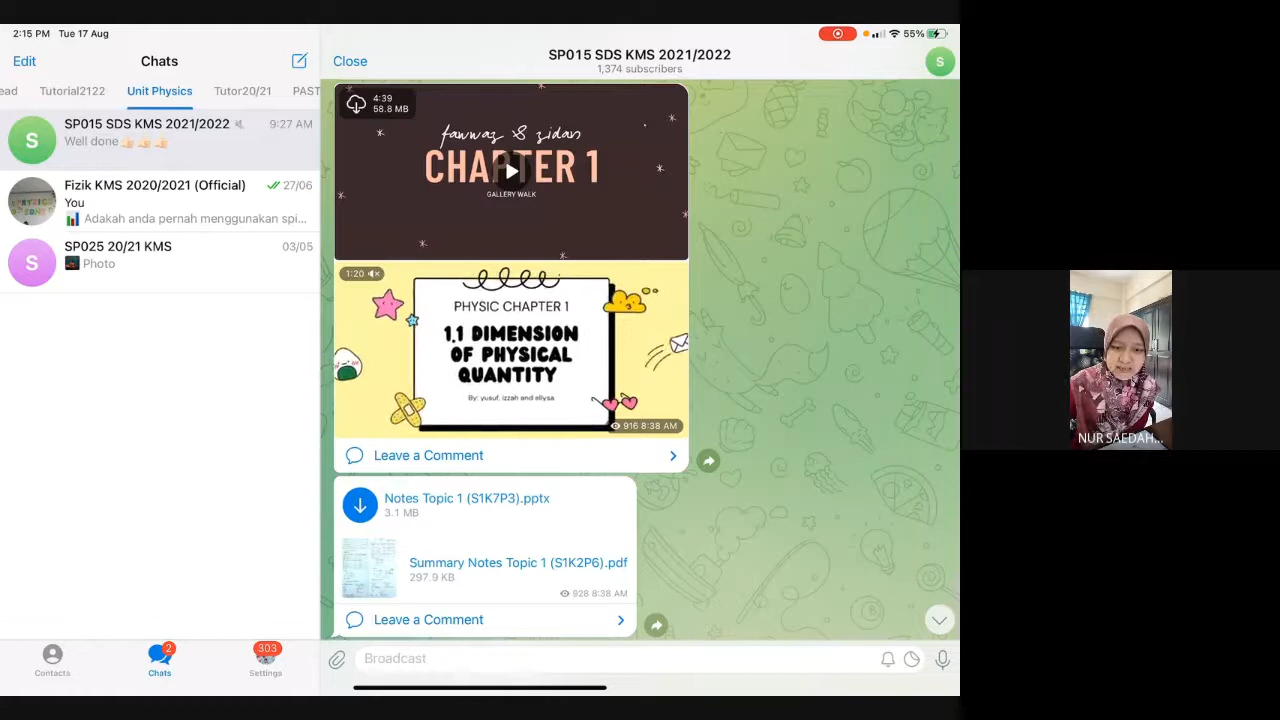 2:15 PM Tue 17 Aug
55%
Edit
Chats
ead
Tutorial2122
Unit Physics
Tutor20/21
PAST
S
SP015 SDS KMS 2021/2022
9:27 AM
Well done
Fizik KMS 2020/2021 (Official)
27/06
You
Adakah anda pernah menggunakan spi...
S
SP025 20/21 KMS
03/05
Photo
2
303
Contacts
Chats
Settings
Close
SP015 SDS KMS 2021/2022
1,374 subscribers
S
4:39
58.8 MB
fawwaz & zidan
CHAPTER 1
GALLERY WALK
1:20
PHYSIC CHAPTER 1
1.1 DIMENSION
OF PHYSICAL
QUANTITY
By: yusuf, izzah and ellysa
916 8:38 AM
Leave a Comment
Notes Topic 1 (S1K7P3).pptx
3.1 MB
Summary Notes Topic 1 (S1K2P6).pdf
297.9 KB
928 8:38 AM
Leave a Comment
Broadcast
NUR SAEDAH...